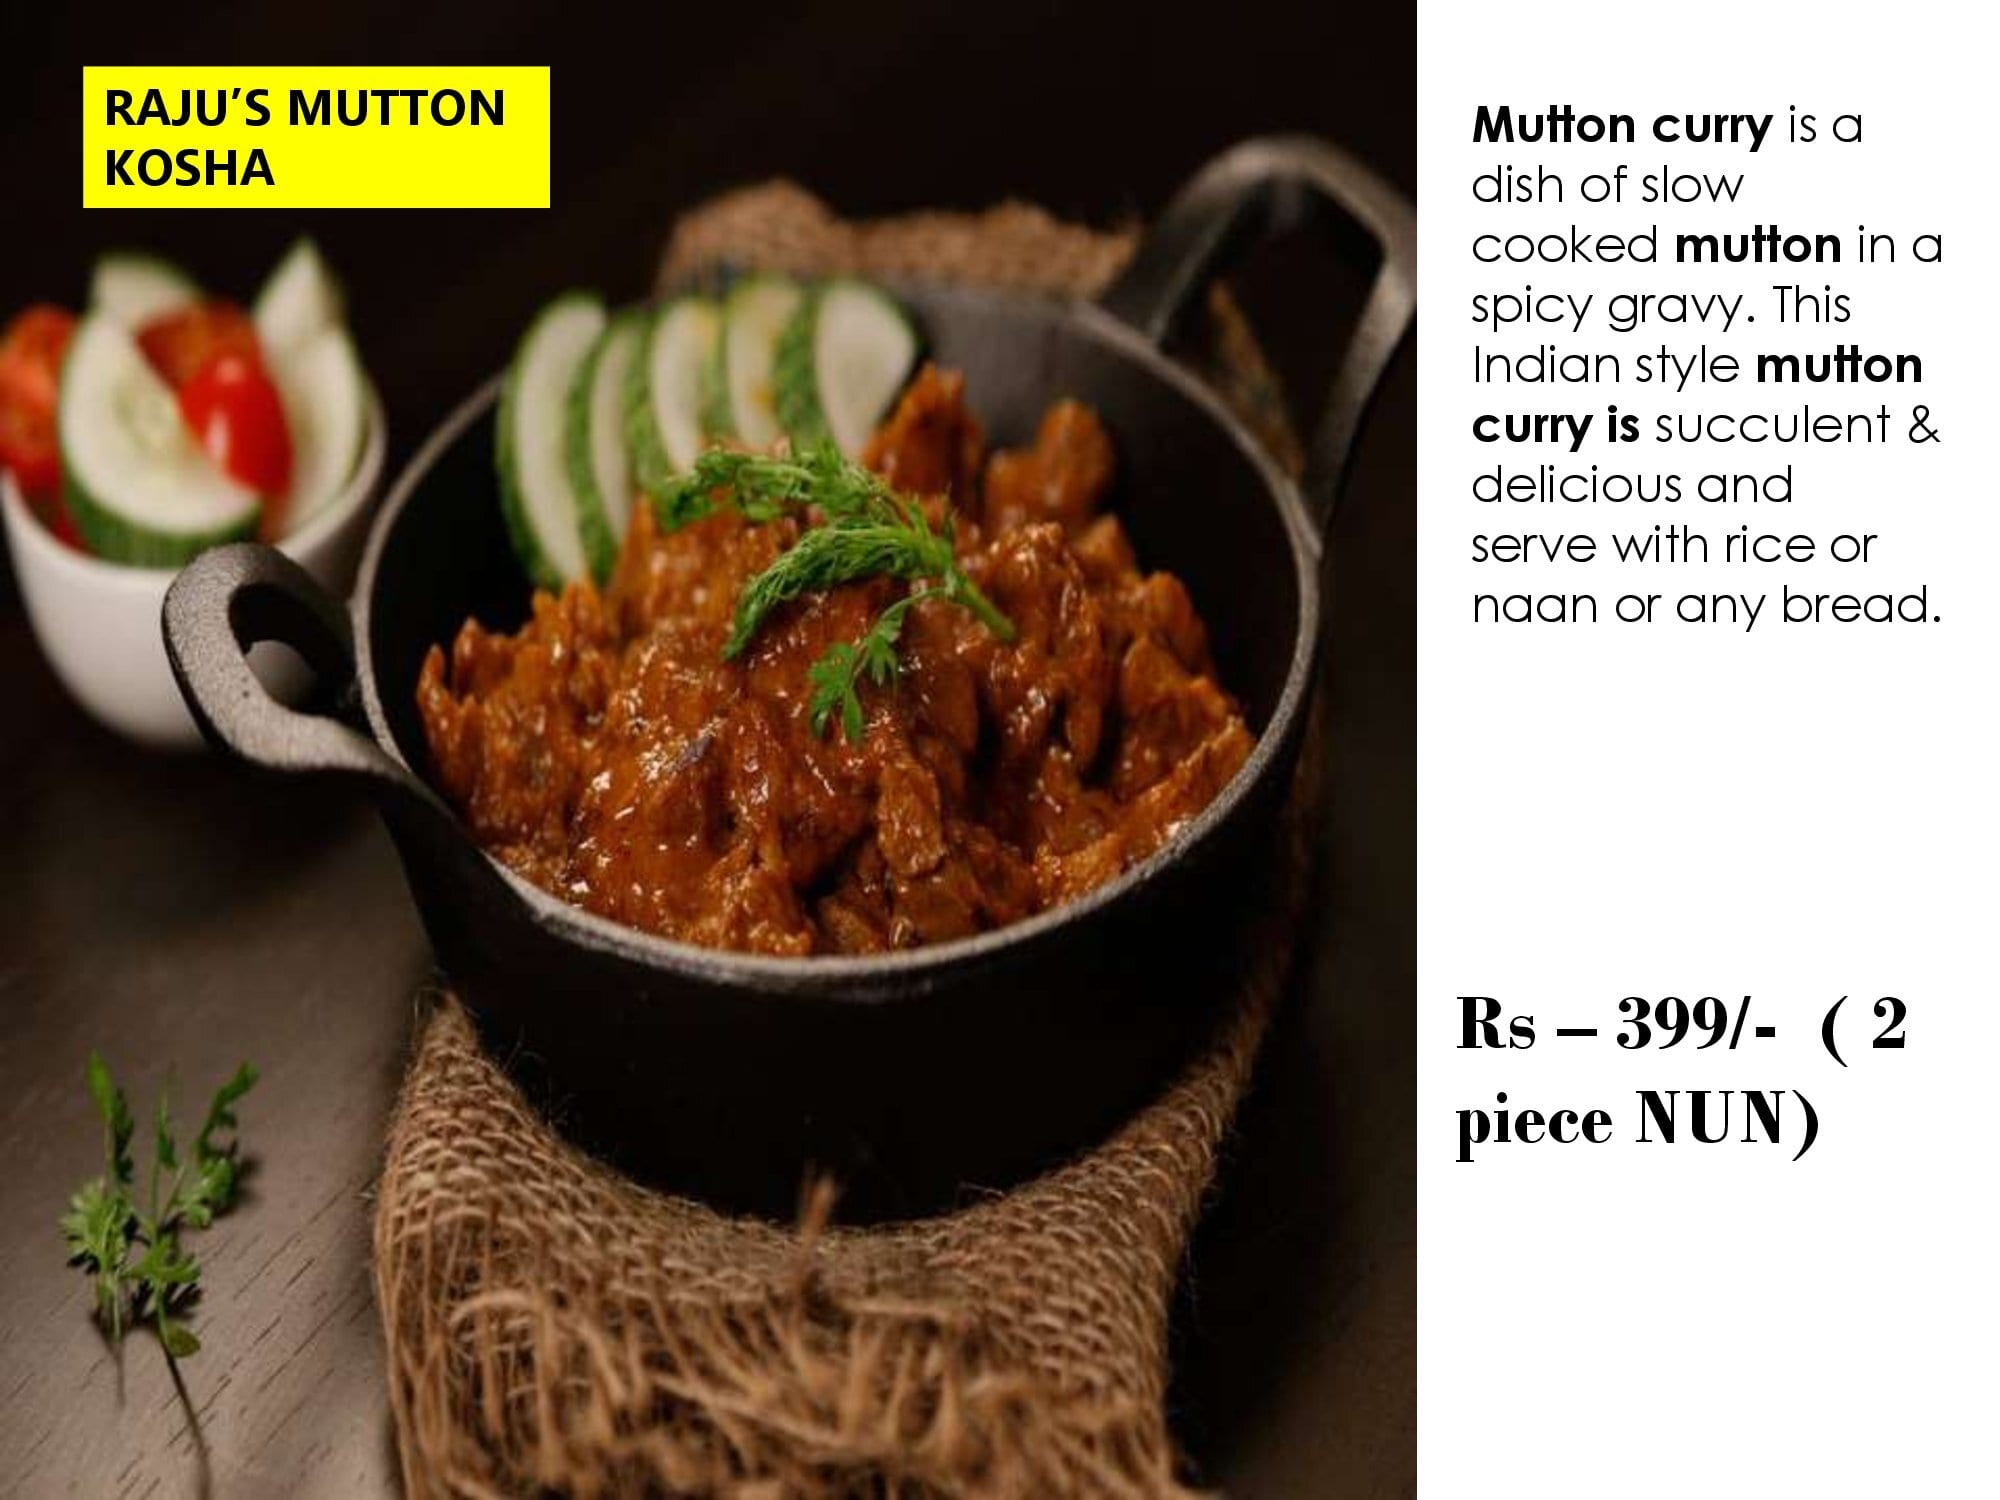 RAJU’S MUTTON
KOSHA
Mutton curry is a
dish of slow
cooked mutton in a
spicy gravy. This
Indian style mutton
curry is succulent &
delicious and
serve with rice or
naan or any bread.
Rs – 399/-  ( 2
piece NUN)